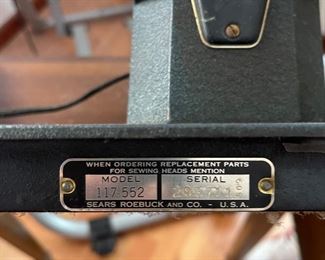 WHEN ORDERING REPLACEMENT PARTS
FOR SEWING HEADS MENTION
MODEL SERIAL
117.552
SEARS ROEBUCK AND CO. - U.S.A.